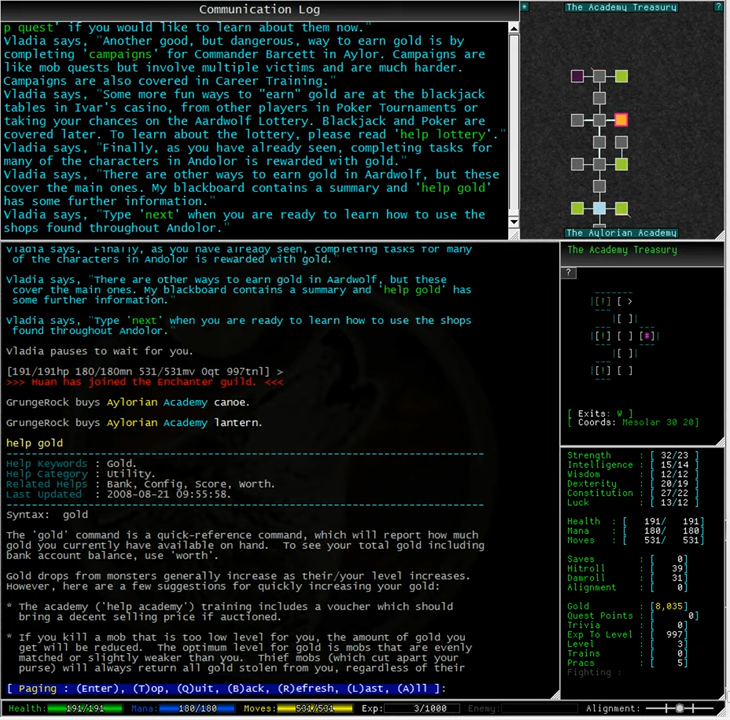 Communication Log
p quest' if you would like to learn about them now."
Vladia says, "Another good, but dangerous, way to earn gold is by
completing 'campaigns' for Commander Barcett in Aylor. Campaigns are
like mob quests but involve multiple victims and are much harder.
Campaigns are also covered in Career Training."
Vladia says, "Some more fun ways to "earn" gold are at the blackjack
tables in Ivar's casino, from other players in Poker Tournaments or
taking your chances on the Aardwolf Lottery. Blackjack and Poker are
covered later. To learn about the lottery, please read 'help lottery'."
Vladia says, "Finally, as you have already seen, completing tasks for
many of the characters in Andolor is rewarded with gold."
Vladia says, "There are other ways to earn gold in Aardwolf, but these
cover the main ones. My blackboard contains a summary and 'help gold'
has some further information."
Vladia says, "Type 'next' when you are ready to learn how to use the
shops found throughout Andolor."
The Academy Treasury
?
The Aylorian Academy
Vladia says, "Finally, as you have already seen, completing tasks for many
of the characters in Andolor is rewarded with gold."
Vladia says, "There are other ways to earn gold in Aardwolf, but these
cover the main ones. My blackboard contains a summary and 'help gold' has
some further information."
Vladia says, "Type 'next' when you are ready to learn how to use the shops
found throughout Andolor."
Vladia pauses to wait for you.
[191/191hp 180/180mn 531/531mv 0qt 997tnl] >
>>> Huan has joined the Enchanter guild. <<<
GrungeRock buys Aylorian Academy canoe.
GrungeRock buys Aylorian Academy lantern.
help gold
Help Keywords : Gold.
Help Category : Utility.
Related Helps : Bank, Config, Score, Worth.
Last Updated : 2008-08-21 09:55:58.
Syntax: gold
The 'gold' command is a quick-reference command, which will report how much
gold you currently have available on hand. To see your total gold including
bank account balance, use 'worth'.
Gold drops from monsters generally increase as their/your level increases.
However, here are a few suggestions for quickly increasing your gold:
* The academy ('help academy') training includes a voucher which should
bring a decent selling price if auctioned.
* If you kill a mob that is too low level for you, the amount of gold you
get will be reduced. The optimum level for gold is mobs that are evenly
matched or slightly weaker than you. Thief mobs (which cut apart your
purse) will always return all gold stolen from you, regardless of their
[ Paging : (Enter), (T)op, (Q)uit, (B)ack, (R)efresh, (L)ast, (A)ll ]:
The Academy Treasury
?
[!] [ >
[ ]
[!] [ ] [#]
[ ]
[!] [ ]
[ Exits: W ]
[ Coords: Mesolar 30 20]
Strength : [ 32/23 ]
Intelligence : [ 15/14 ]
Wisdom : [ 12/12 ]
Dexterity : [ 20/19 ]
Constitution : [ 27/22 ]
Luck : [ 13/12 ]
Health : [ 191/ 191]
Mana : [ 180/ 180]
Moves : [ 531/ 531]
Saves : [ 0]
Hitroll : [ 39]
Damroll : [ 31]
Alignment : [ 0]
Gold :[8,035]
Quest Points : [ 0]
Trivia : [ 0]
Exp To Level : [ 997]
Level : [ 3]
Trains : [ 0]
Pracs : [ 5]
Fighting :
Health: 191/191 Mana: 180/180 Moves: 531/531 Exp: 3/1000 Enemy: Alignment: